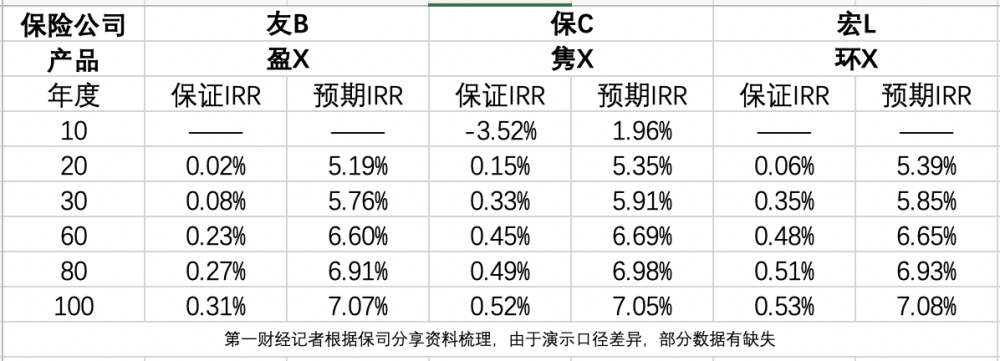 保险公司 友B 保C 宏L
产品 盈X 隽X 环X
年度 保证IRR 预期IRR 保证IRR 预期IRR 保证IRR 预期IRR
10 —— —— -3.52% 1.96% —— ——
20 0.02% 5.19% 0.15% 5.35% 0.06% 5.39%
30 0.08% 5.76% 0.33% 5.91% 0.35% 5.85%
60 0.23% 6.60% 0.45% 6.69% 0.48% 6.65%
80 0.27% 6.91% 0.49% 6.98% 0.51% 6.93%
100 0.31% 7.07% 0.52% 7.05% 0.53% 7.08%
第一财经记者根据保司分享资料梳理，由于演示口径差异，部分数据有缺失